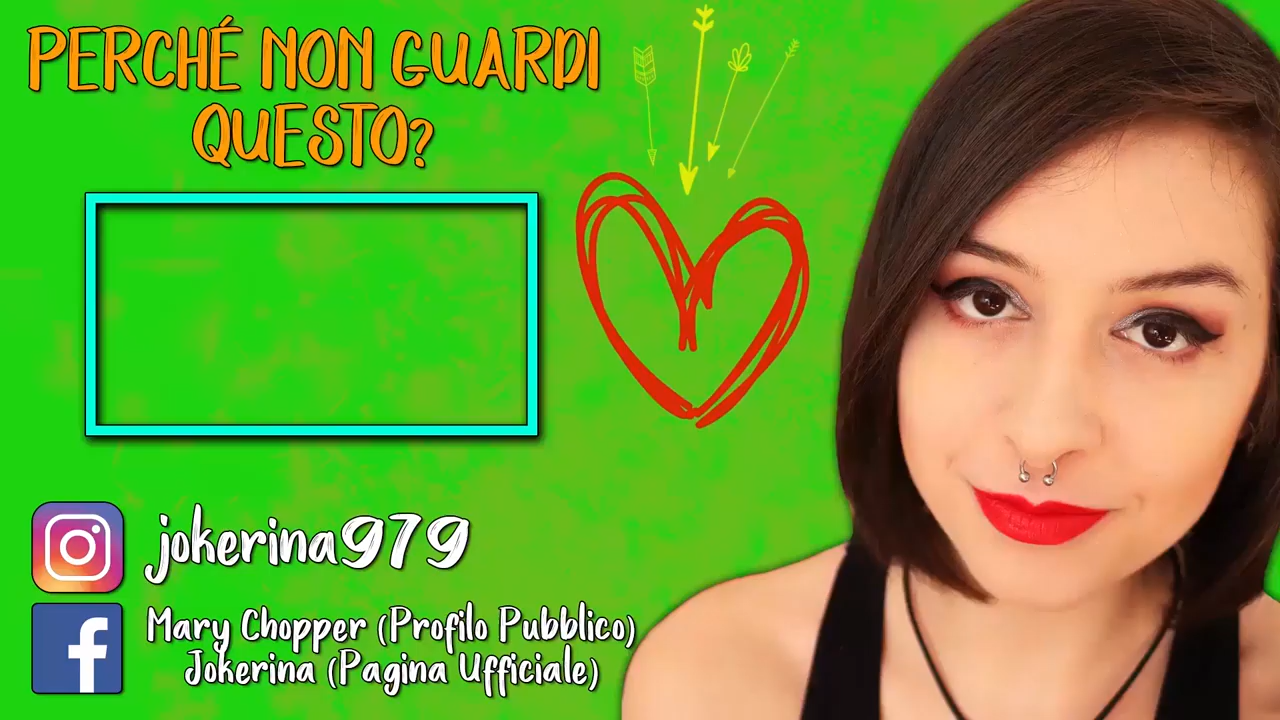 PERCHÉ NON GUARDI
QUESTO?
jokerina979
Mary Chopper (Profilo Pubblico)
Jokerina (Pagina Ufficiale)